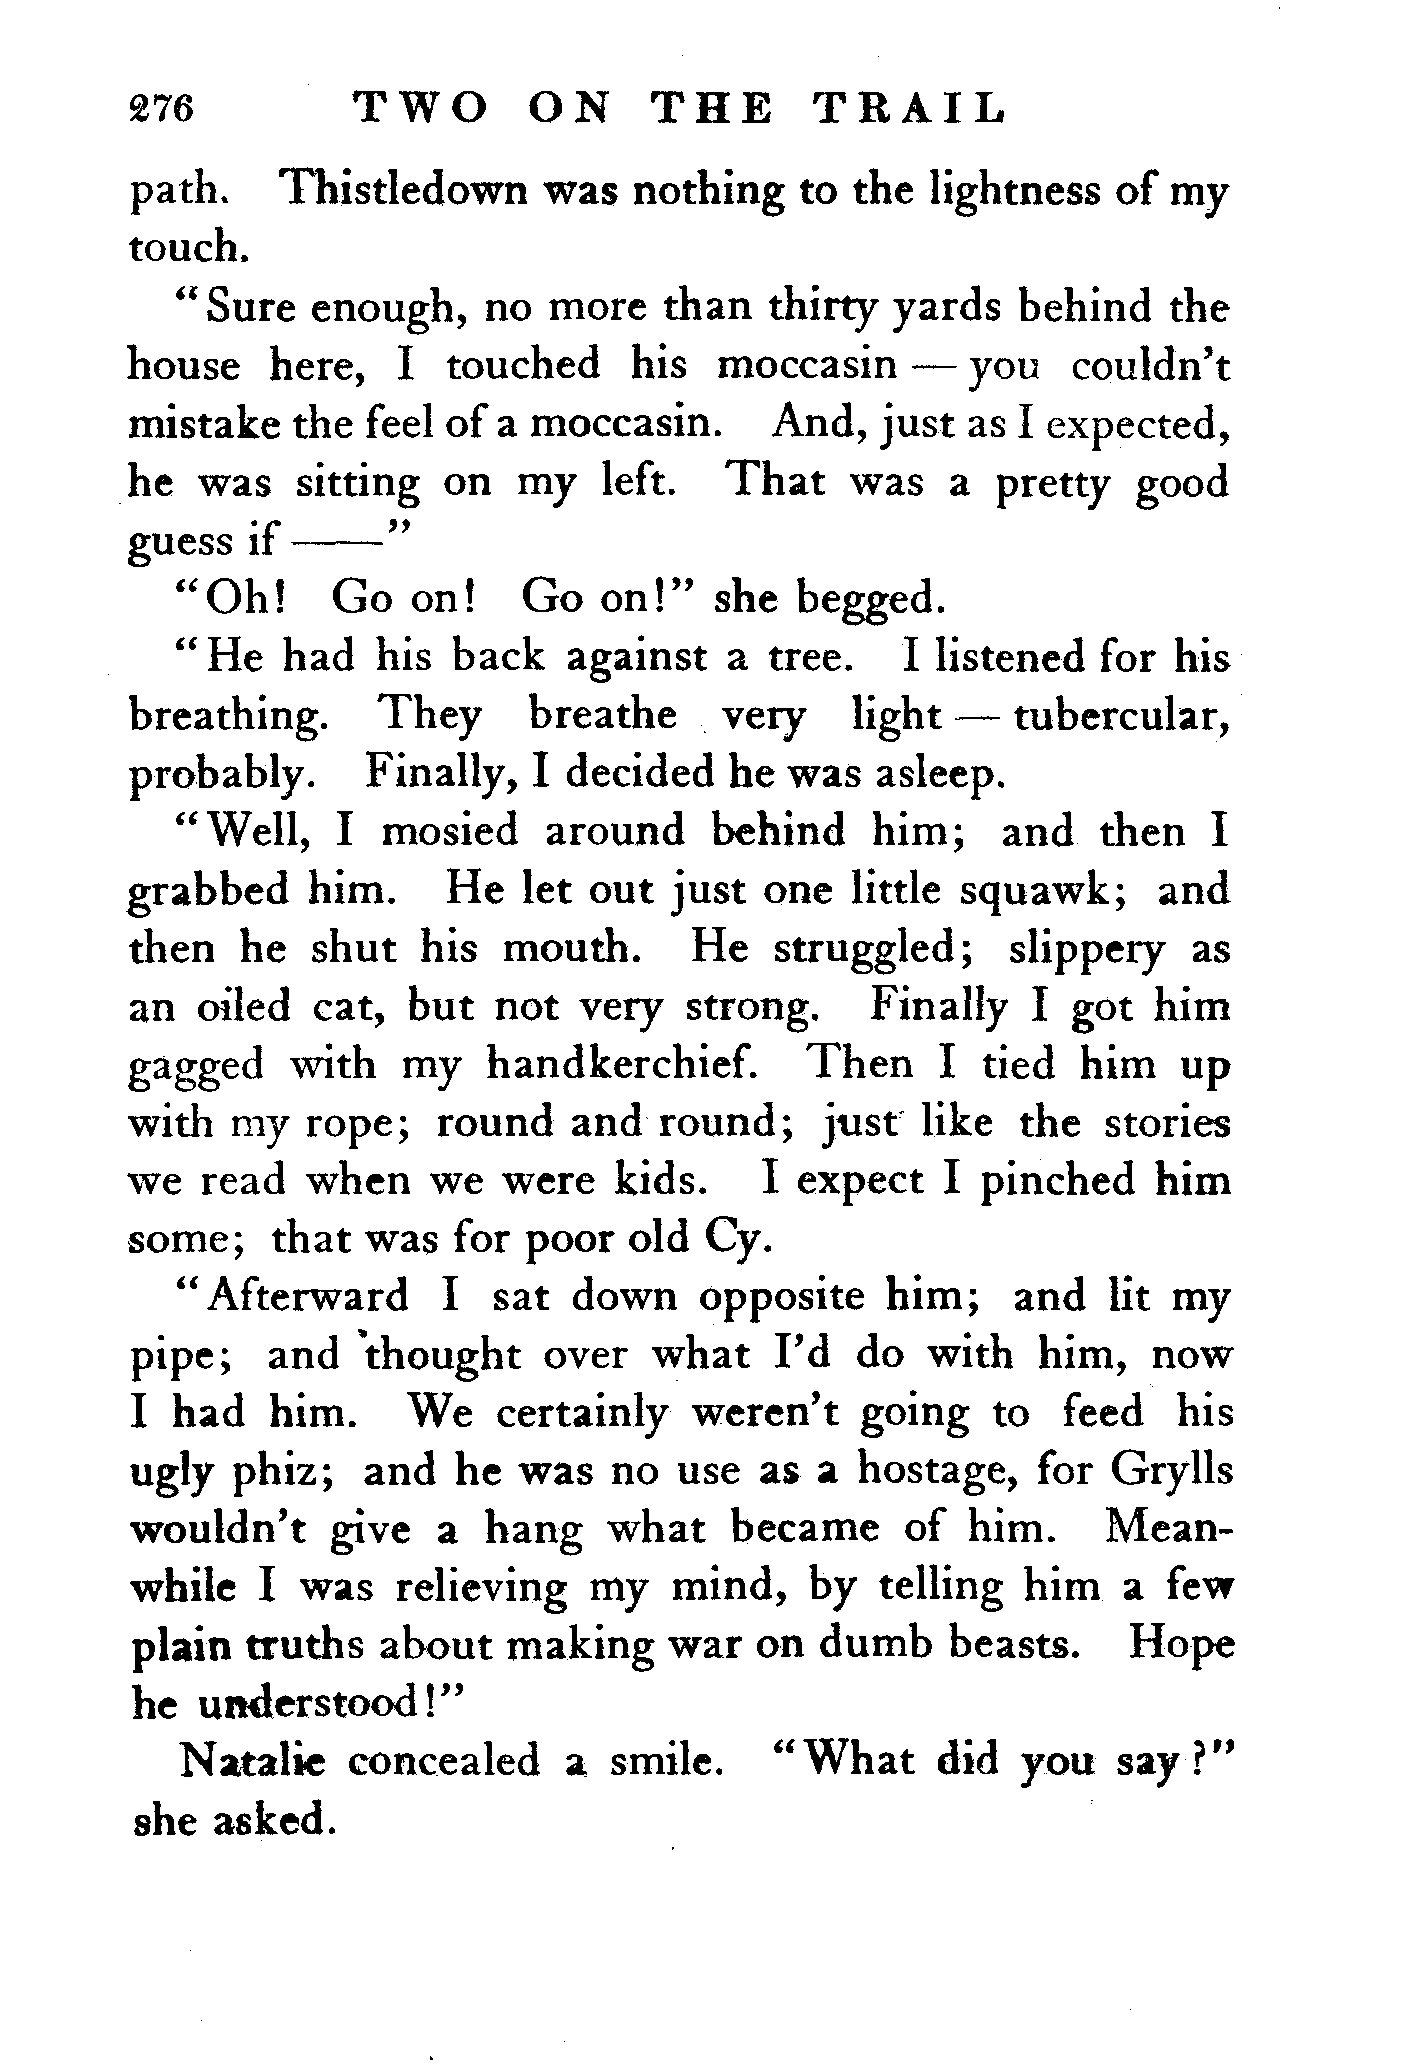 276 TWO ON THE TRAIL
path. Thistledown was nothing to the lightness of my
touch.
"Sure enough, no more than thirty yards behind the
house here, I touched his moccasin — you couldn't
mistake the feel of a moccasin. And, just as I expected,
he was sitting on my left. That was a pretty good
guess if ——"
"Oh! Go on! Go on!" she begged.
"He had his back against a tree. I listened for his
breathing. They breathe very light — tubercular,
probably. Finally, I decided he was asleep.
"Well, I mosied around behind him; and then I
grabbed him. He let out just one little squawk; and
then he shut his mouth. He struggled; slippery as
an oiled cat, but not very strong. Finally I got him
gagged with my handkerchief. Then I tied him up
with my rope; round and round; just like the stories
we read when we were kids. I expect I pinched him
some; that was for poor old Cy.
"Afterward I sat down opposite him; and lit my
pipe; and thought over what I'd do with him, now
I had him. We certainly weren't going to feed his
ugly phiz; and he was no use as a hostage, for Grylls
wouldn't give a hang what became of him. Mean-
while I was relieving my mind, by telling him a few
plain truths about making war on dumb beasts. Hope
he understood!"
Natalie concealed a smile. "What did you say?"
she asked.